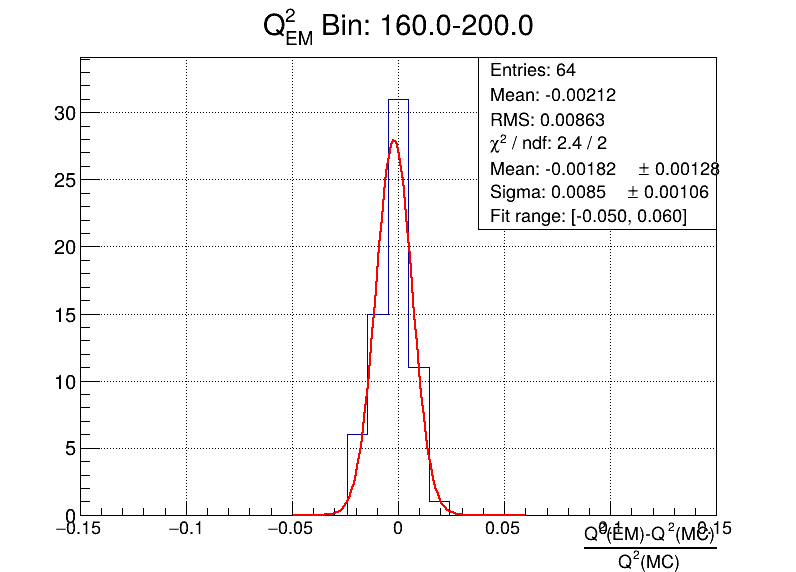 Q²EM Bin: 160.0-200.0
Entries: 64
Mean: -0.00212
RMS: 0.00863
χ² / ndf: 2.4 / 2
Mean: -0.00182 ± 0.00128
Sigma: 0.0085 ± 0.00106
Fit range: [-0.050, 0.060]
30
25
20
15
10
5
0
−0.15 −0.1 −0.05 0 0.05 0.1 0.15
Q²(EM)-Q²(MC)
Q²(MC)